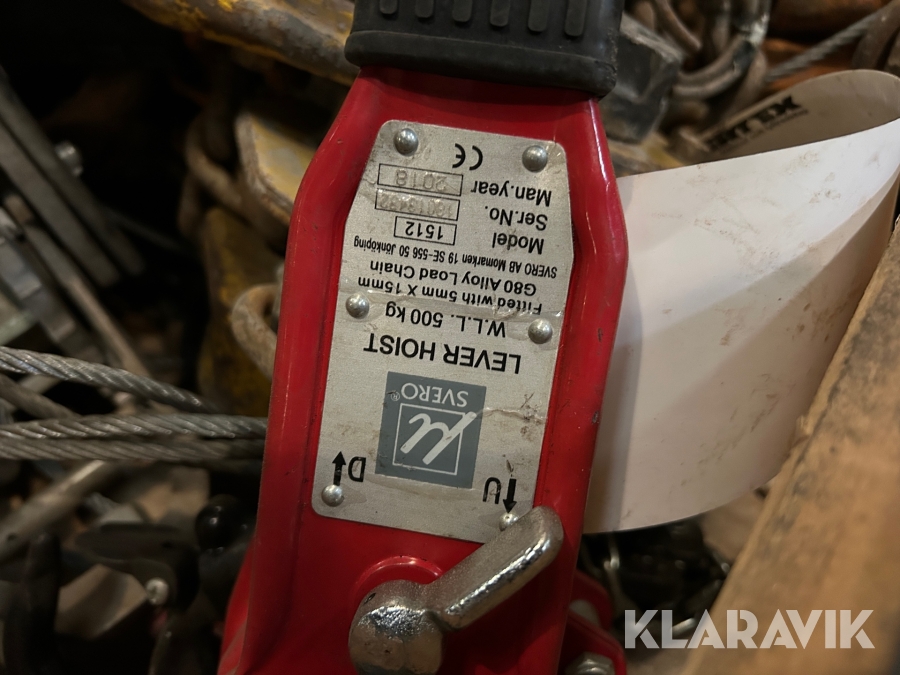 U D
SVERO®
LEVER HOIST
W.L.L. 500 kg
Fitted with 5mm X 15mm
G80 Alloy Load Chain
SVERO AB Momarken 19 SE-556 50 Jönköping
Model 1512
Ser.No.
Man.year 2018
CE
KLARAVIK